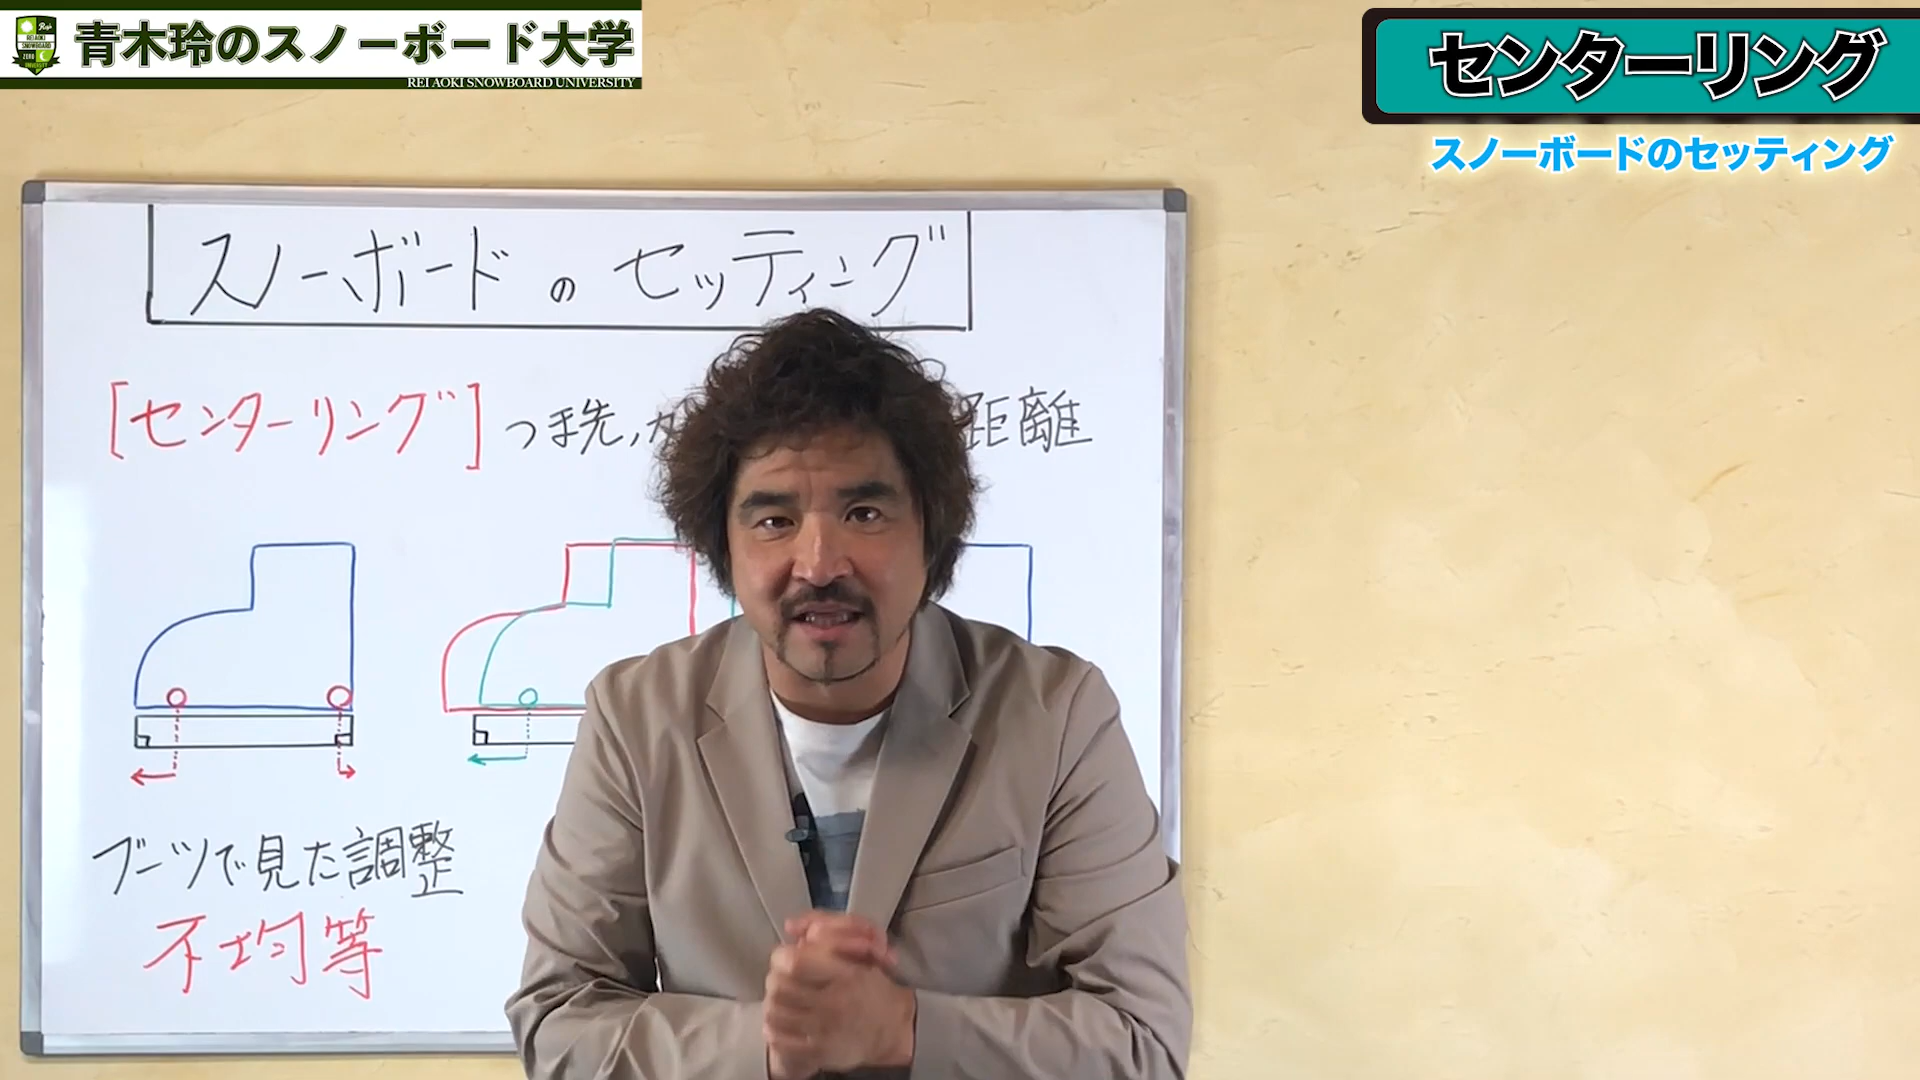 青木玲のスノーボード大学
REI AOKI SNOWBOARD UNIVERSITY
センターリング
スノーボードのセッティング
スノーボードのセッティング
[センターリング] つま先、 距離
ブーツで見た調整
不均等